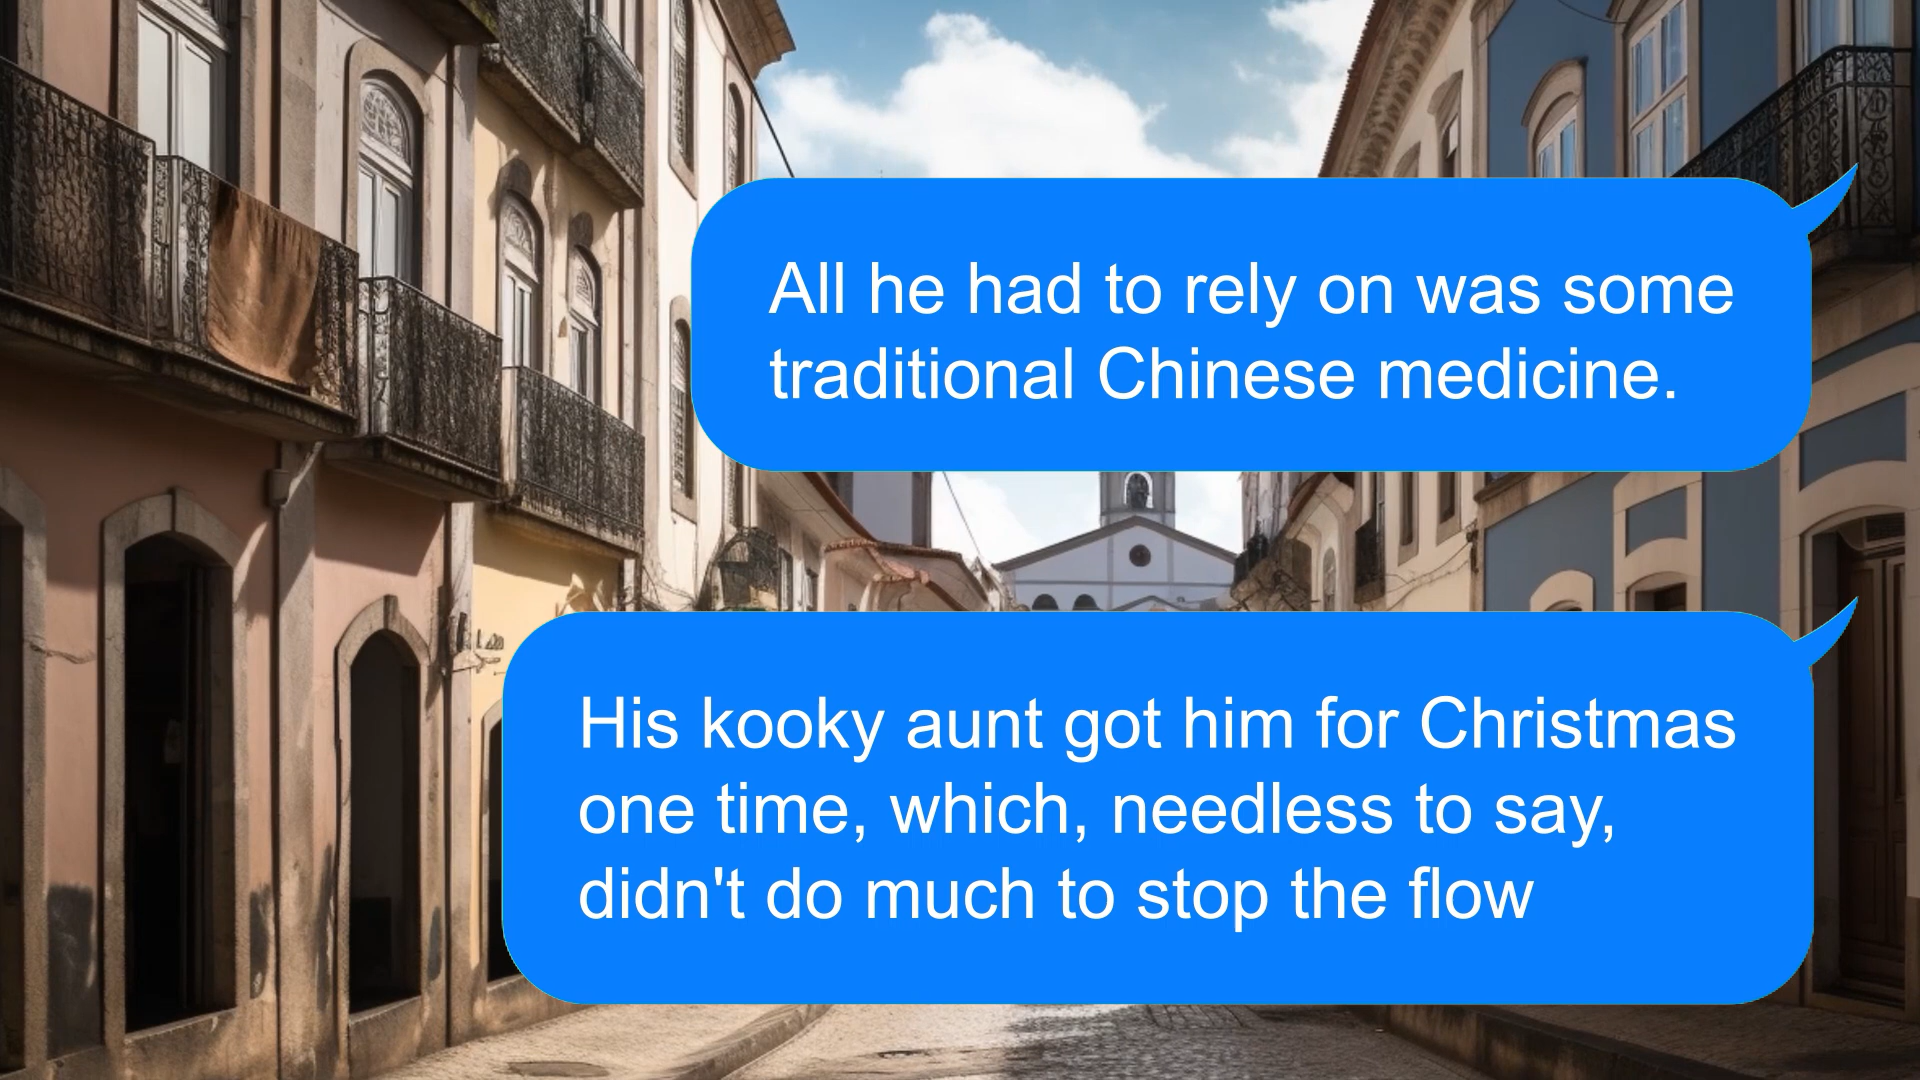 All he had to rely on was some
traditional Chinese medicine.
His kooky aunt got him for Christmas
one time, which, needless to say,
didn't do much to stop the flow